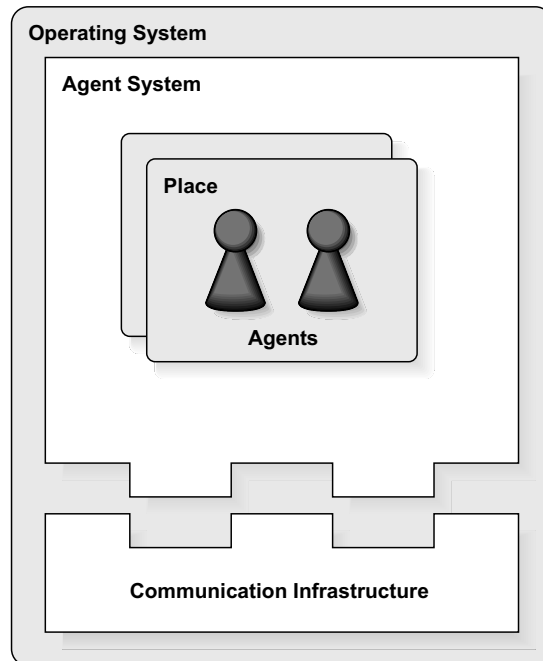 Operating System
Agent System
Place
Agents
Communication Infrastructure